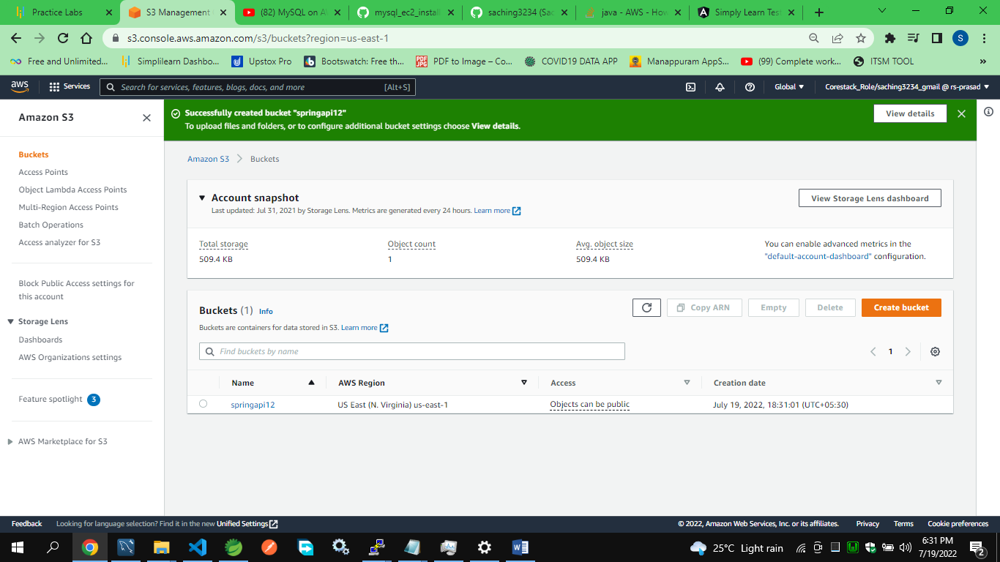 Practice Labs
S3 Management
(82) MySQL on A
mysql_ec2_install
saching3234 (Sac
java - AWS - How
Simply Learn Test
s3.console.aws.amazon.com/s3/buckets?region=us-east-1
S
Free and Unlimited...
Simplilearn Dashbo...
Upstox Pro
Bootswatch: Free th...
PDF to Image – Co...
COVID19 DATA APP
Manappuram AppS...
(99) Complete work...
ITSM TOOL
»
aws
Services
Search for services, features, blogs, docs, and more
[Alt+S]
Global
Corestack_Role/saching3234_gmail @ rs-prasad
Amazon S3
Buckets
Access Points
Object Lambda Access Points
Multi-Region Access Points
Batch Operations
Access analyzer for S3
Block Public Access settings for
this account
Storage Lens
Dashboards
AWS Organizations settings
Feature spotlight 3
AWS Marketplace for S3
Successfully created bucket "springapi12"
To upload files and folders, or to configure additional bucket settings choose View details.
View details
Amazon S3 > Buckets
Account snapshot
Last updated: Jul 31, 2021 by Storage Lens. Metrics are generated every 24 hours. Learn more
View Storage Lens dashboard
Total storage
509.4 KB
Object count
1
Avg. object size
509.4 KB
You can enable advanced metrics in the
"default-account-dashboard" configuration.
Buckets (1) Info
Buckets are containers for data stored in S3. Learn more
Copy ARN
Empty
Delete
Create bucket
Find buckets by name
1
Name
AWS Region
Access
Creation date
springapi12
US East (N. Virginia) us-east-1
Objects can be public
July 19, 2022, 18:31:01 (UTC+05:30)
Feedback
Looking for language selection? Find it in the new Unified Settings
© 2022, Amazon Web Services, Inc. or its affiliates.
Privacy
Terms
Cookie preferences
25°C Light rain
6:31 PM
7/19/2022
2